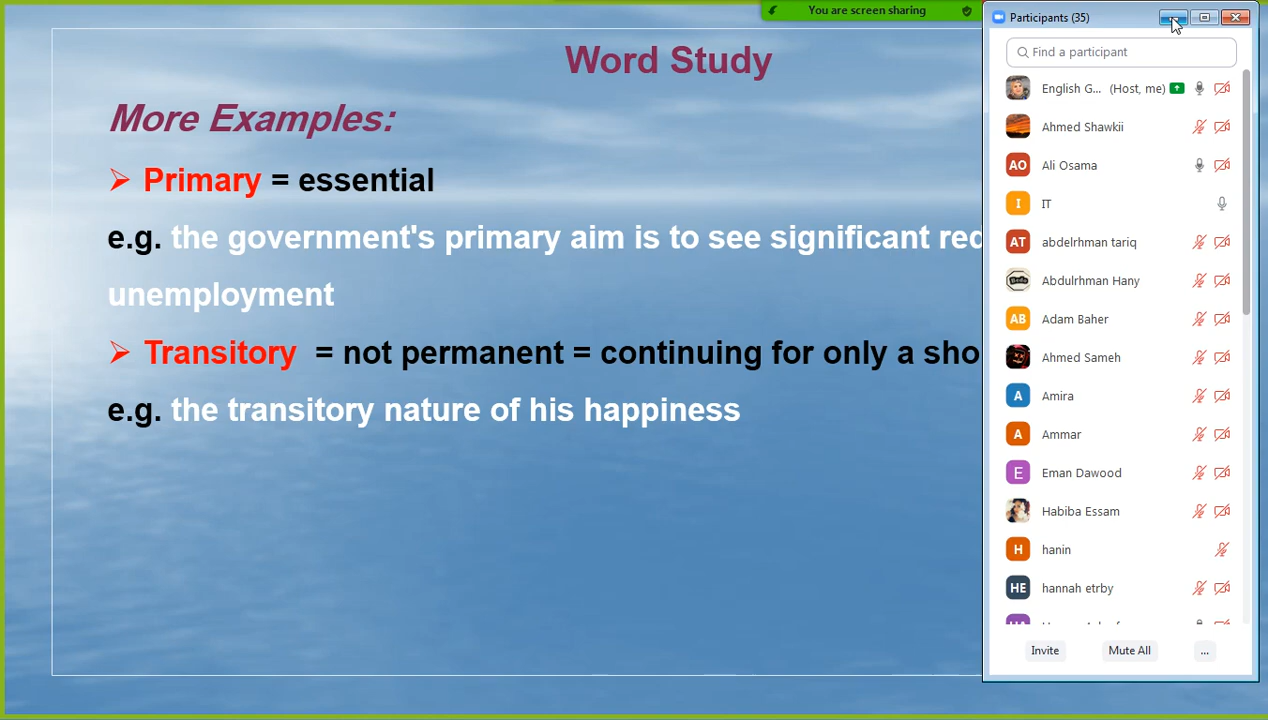 You are screen sharing
Word Study
More Examples:
Primary = essential
e.g. the government's primary aim is to see significant
unemployment
Transitory = not permanent = continuing for only a
e.g. the transitory nature of his happiness
Participants (35)
Find a participant
English G... (Host, me)
Ahmed Shawkii
AO Ali Osama
I IT
AT abdelrhman tariq
Abdulrhman Hany
AB Adam Baher
Ahmed Sameh
A Amira
A Ammar
E Eman Dawood
Habiba Essam
H hanin
HE hannah etrby
Invite Mute All ...